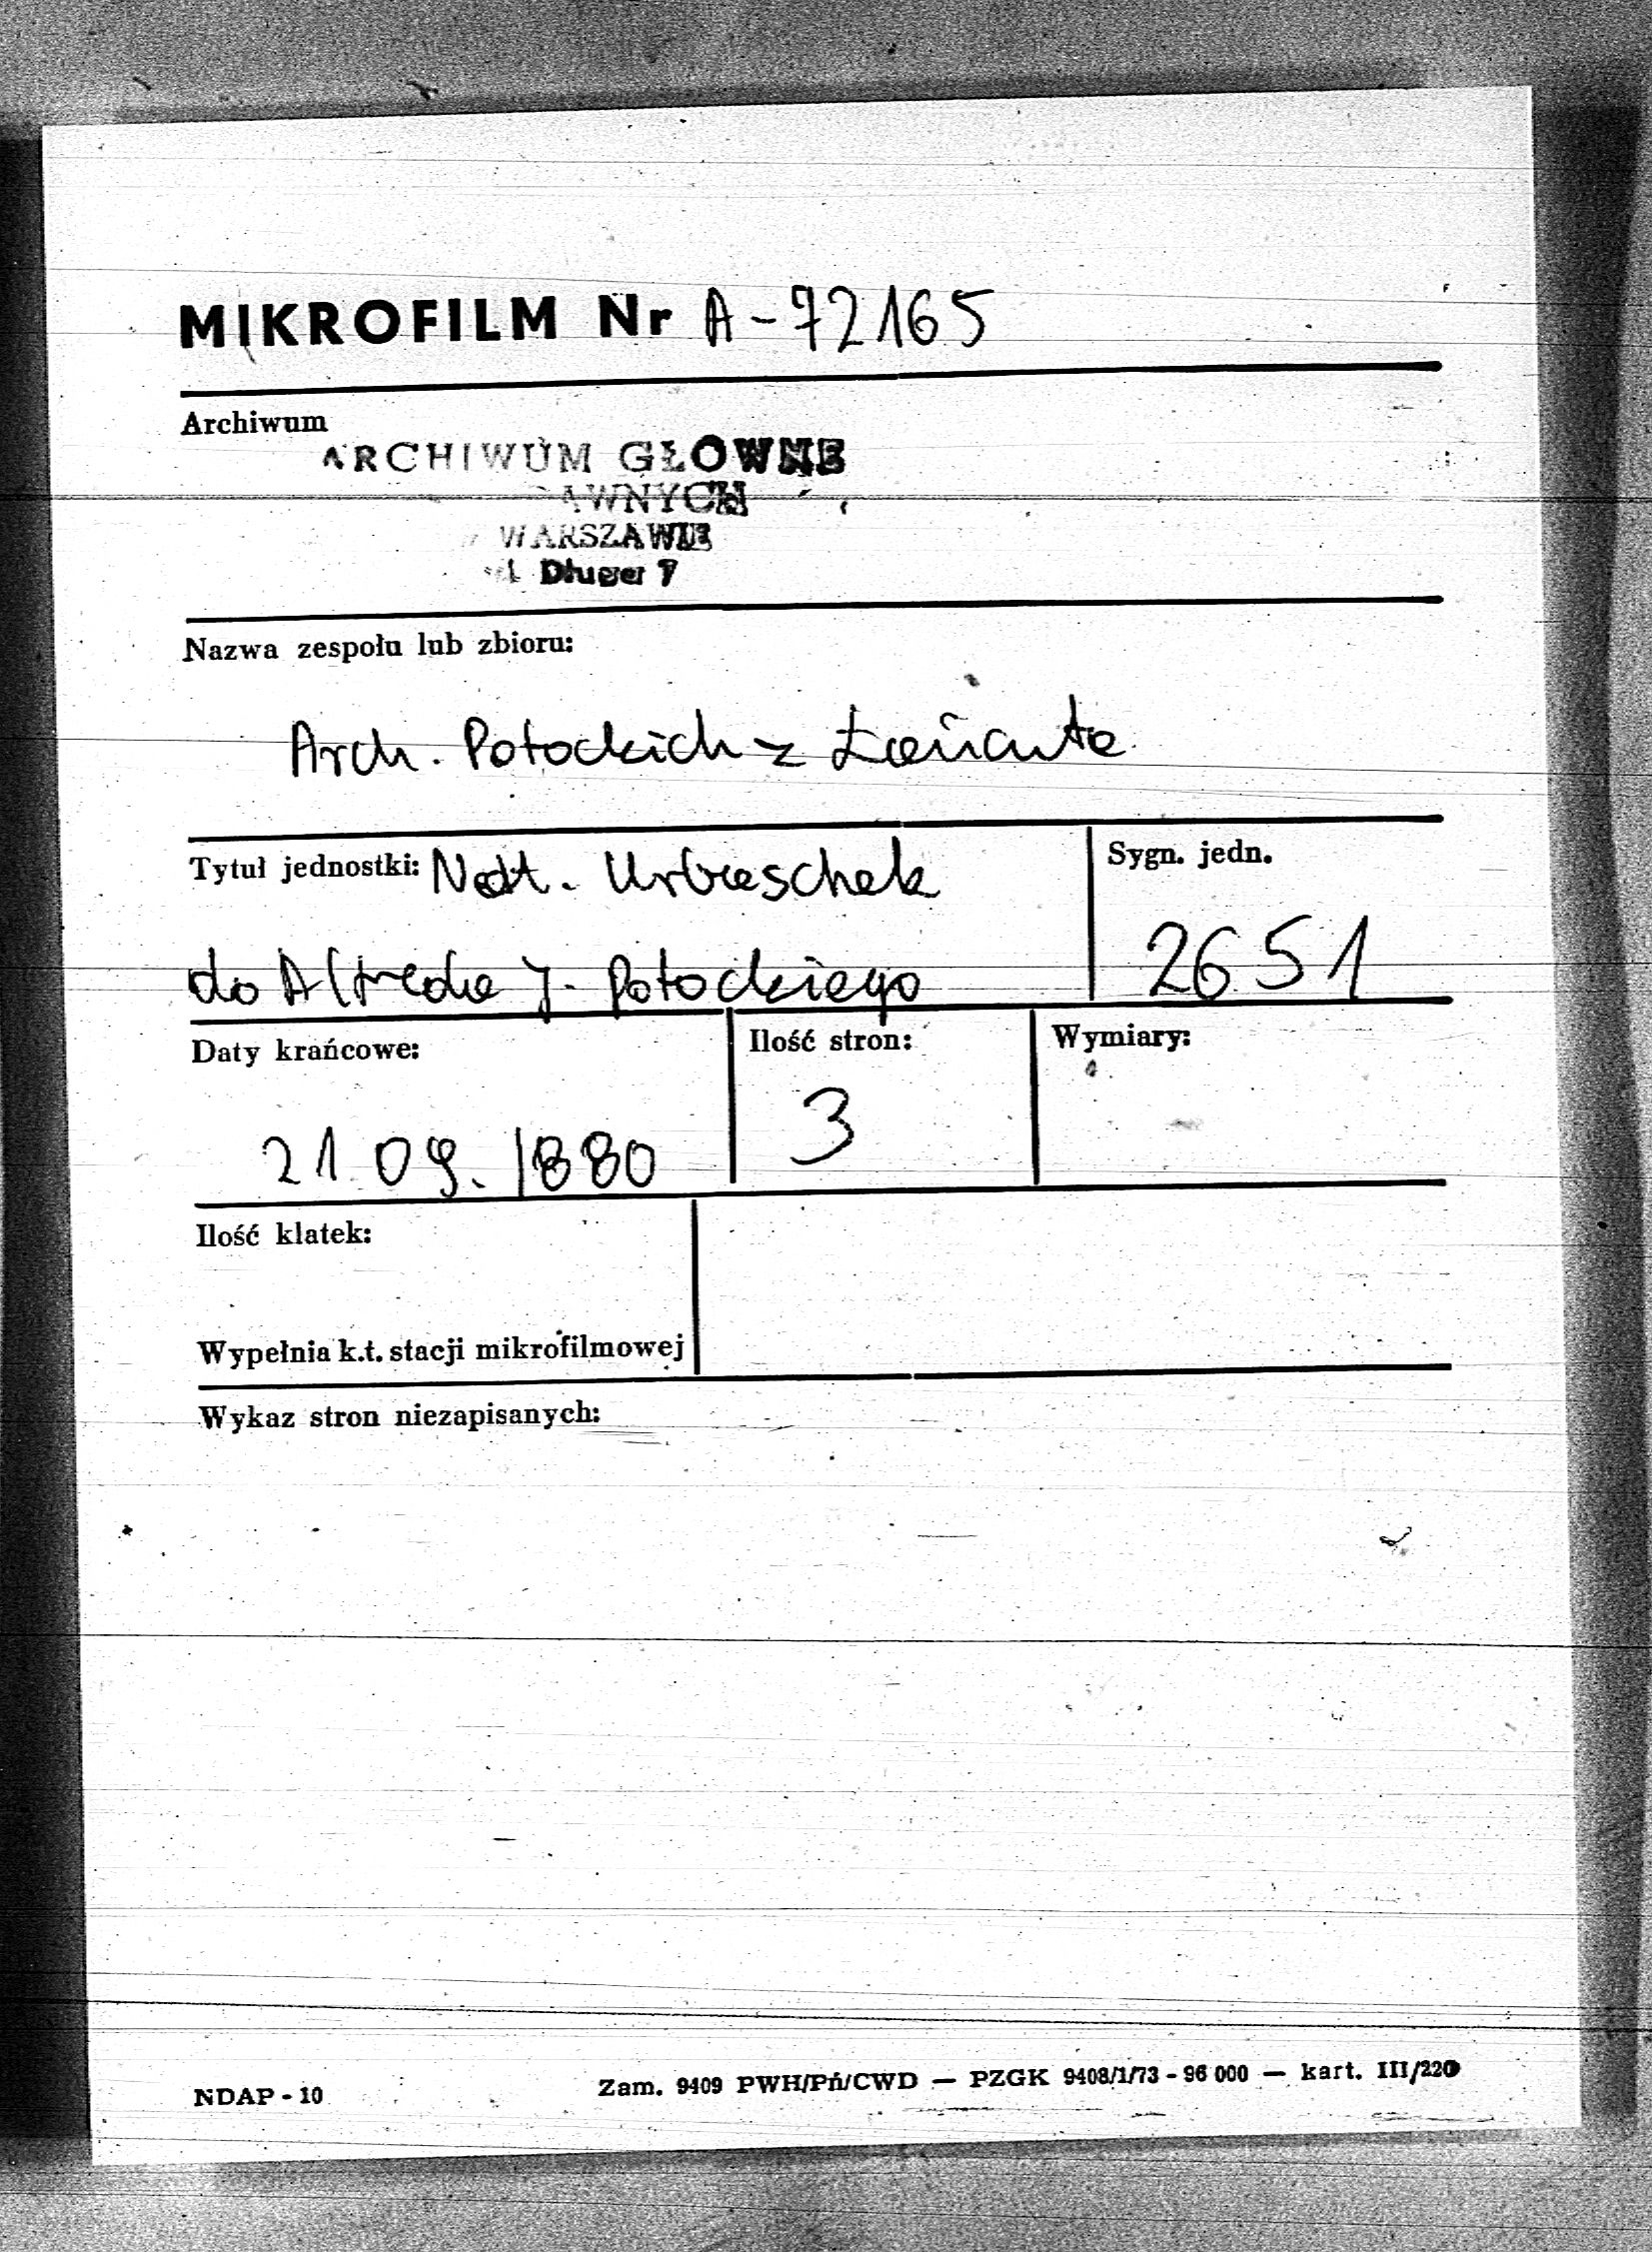 MIKROFILM Nr A-72165
Archiwum
ARCHIWUM GŁOWNE
AWNYCH
WARSZAWIE
Długa 7
Nazwa zespołu lub zbioru:
Arch. Potockich z Łańcuta
Tytuł jednostki: Urbaschek
Sygn. jedn.
do Alfreda J. Potockiego
2651
Daty krańcowe:
Ilość stron:
Wymiary:
21.09.1880
3
Ilość klatek:
Wypełnia k.t. stacji mikrofilmowej
Wykaz stron niezapisanych:
NDAP - 10
Zam. 9409 PWH/Pń/CWD — PZGK 9408/1/73 - 96 000 — kart. III/220